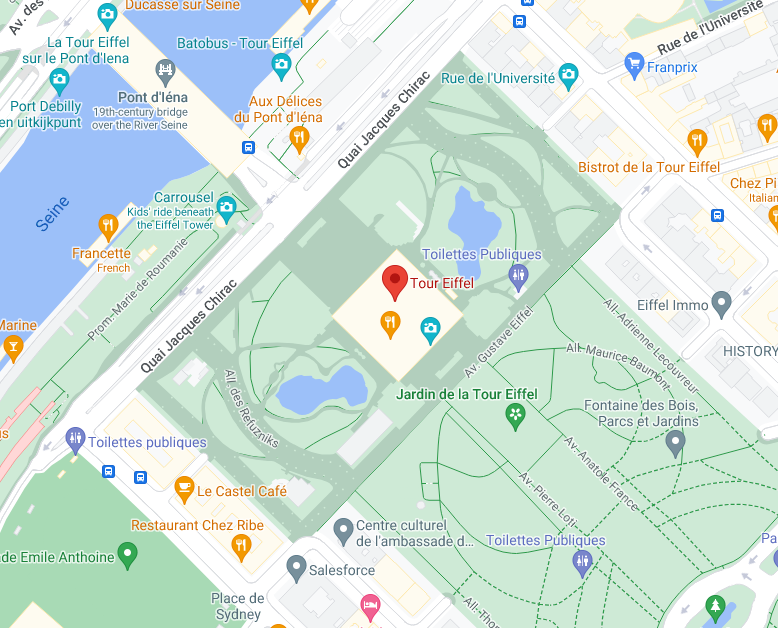 Ducasse sur Seine
Av. des
La Tour Eiffel
sur le Pont d'Iena
Batobus - Tour Eiffel
Rue de l'Université
Rue de l'Université
Franprix
Port Debilly
en uitkijkpunt
Pont d'Iéna
19th-century bridge
over the River Seine
Aux Délices
du Pont d'Iéna
Quai Jacques Chirac
Bistrot de la Tour Eiffel
Chez Pi
Italian
Carrousel
Kids' ride beneath
the Eiffel Tower
Seine
Francette
French
Prom. Marie de Roumanie
Toilettes Publiques
Tour Eiffel
Quai Jacques Chirac
Eiffel Immo
All. Adrienne-Lecouvreur
Marine
Av. Gustave Eiffel
All. Maurice Baumont
HISTORY
All. des Refuzniks
Jardin de la Tour Eiffel
Fontaine des Bois,
Parcs et Jardins
Toilettes publiques
Av. Anatole France
Av. Pierre Loti
Le Castel Café
Restaurant Chez Ribe
Centre culturel
de l'ambassade d...
Toilettes Publiques
Pa
de Emile Anthoine
Salesforce
Place de
Sydney
All. Tho